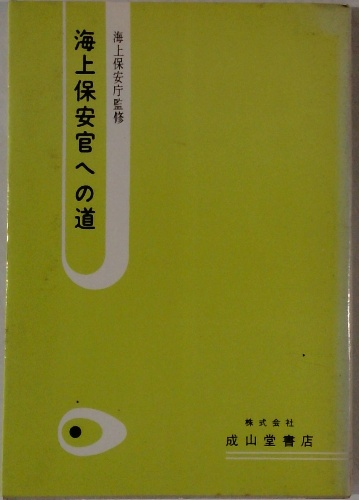 海上保安庁監修
海上保安官への道
株式会社
成山堂書店